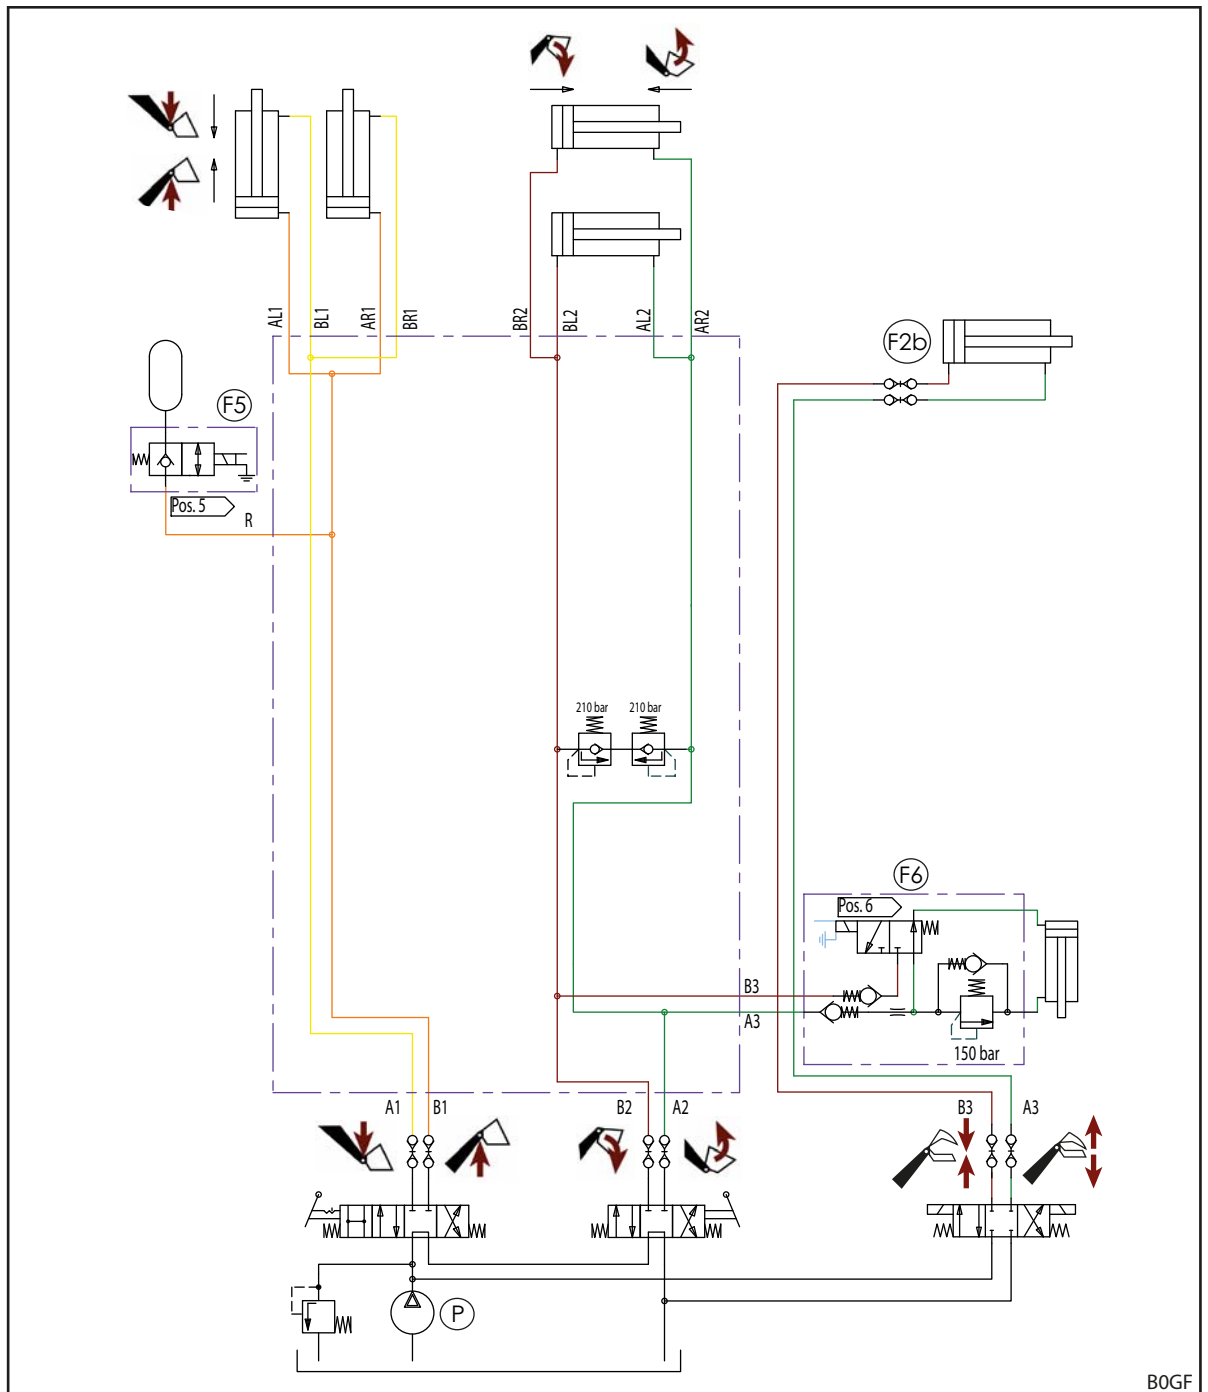 AL1
BL1
AR1
BR1
BR2
BL2
AL2
AR2
F2b
F5
Pos. 5
R
210 bar
210 bar
F6
Pos. 6
B3
A3
150 bar
A1
B1
B2
A2
B3
A3
P
B0GF